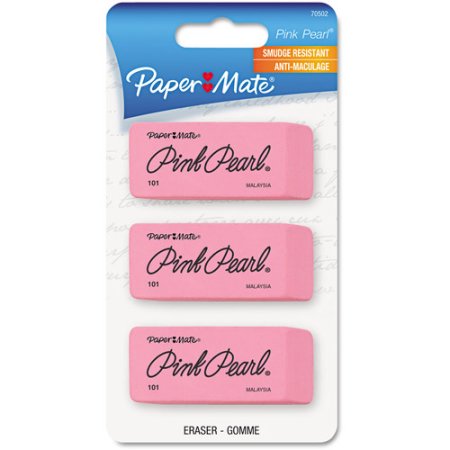 70502
Pink Pearl®
SMUDGE RESISTANT
ANTI-MACULAGE
Paper Mate®
Paper Mate®
Pink Pearl®
101 MALAYSIA
Paper Mate®
Pink Pearl®
101 MALAYSIA
Paper Mate®
Pink Pearl®
101 MALAYSIA
ERASER - GOMME